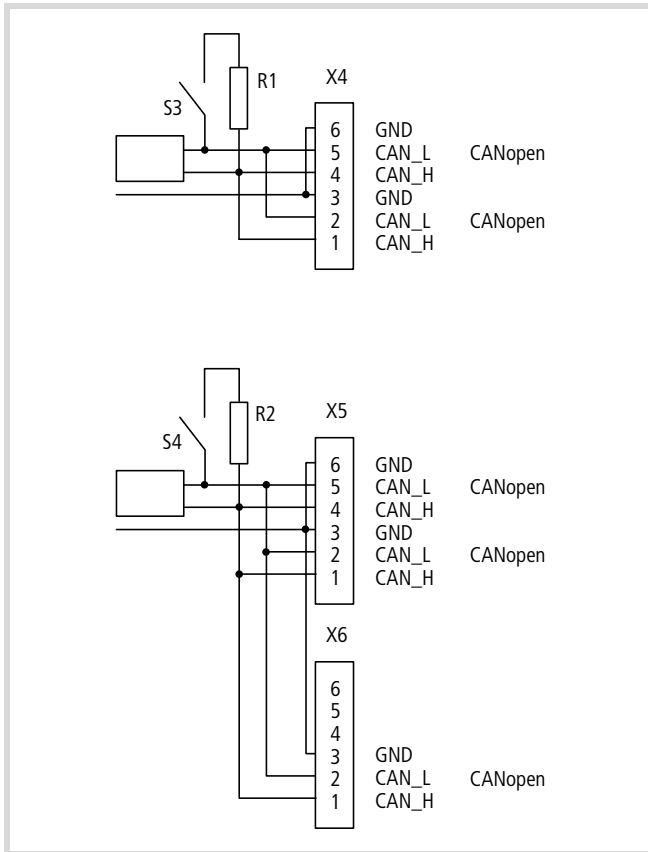 R1
X4
S3
6 GND
5 CAN_L CANopen
4 CAN_H
3 GND
2 CAN_L CANopen
1 CAN_H
R2
X5
S4
6 GND
5 CAN_L CANopen
4 CAN_H
3 GND
2 CAN_L CANopen
1 CAN_H
X6
6
5
4
3 GND
2 CAN_L CANopen
1 CAN_H